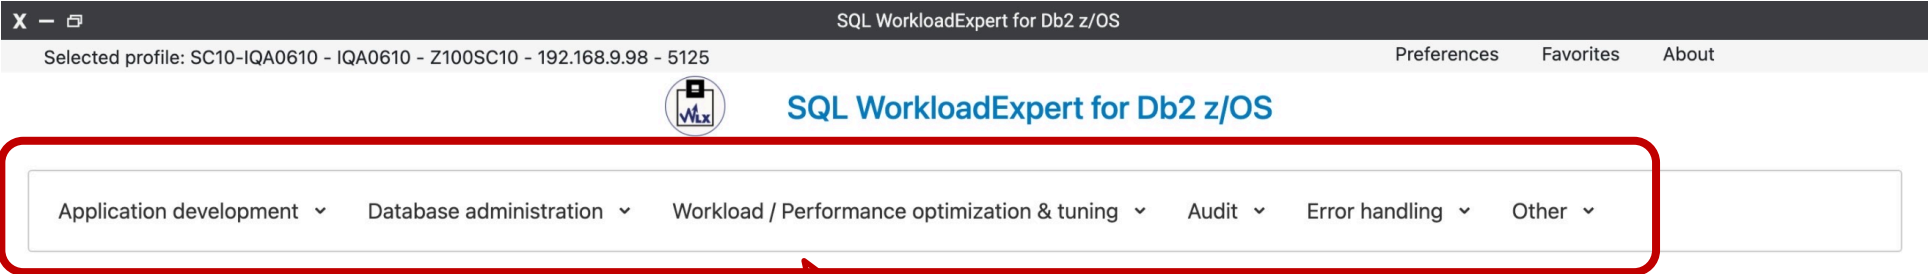 X SQL WorkloadExpert for Db2 z/OS
Selected profile: SC10-IQA0610 - IQA0610 - Z100SC10 - 192.168.9.98 - 5125 Preferences Favorites About
WLX SQL WorkloadExpert for Db2 z/OS
Application development Database administration Workload / Performance optimization & tuning Audit Error handling Other